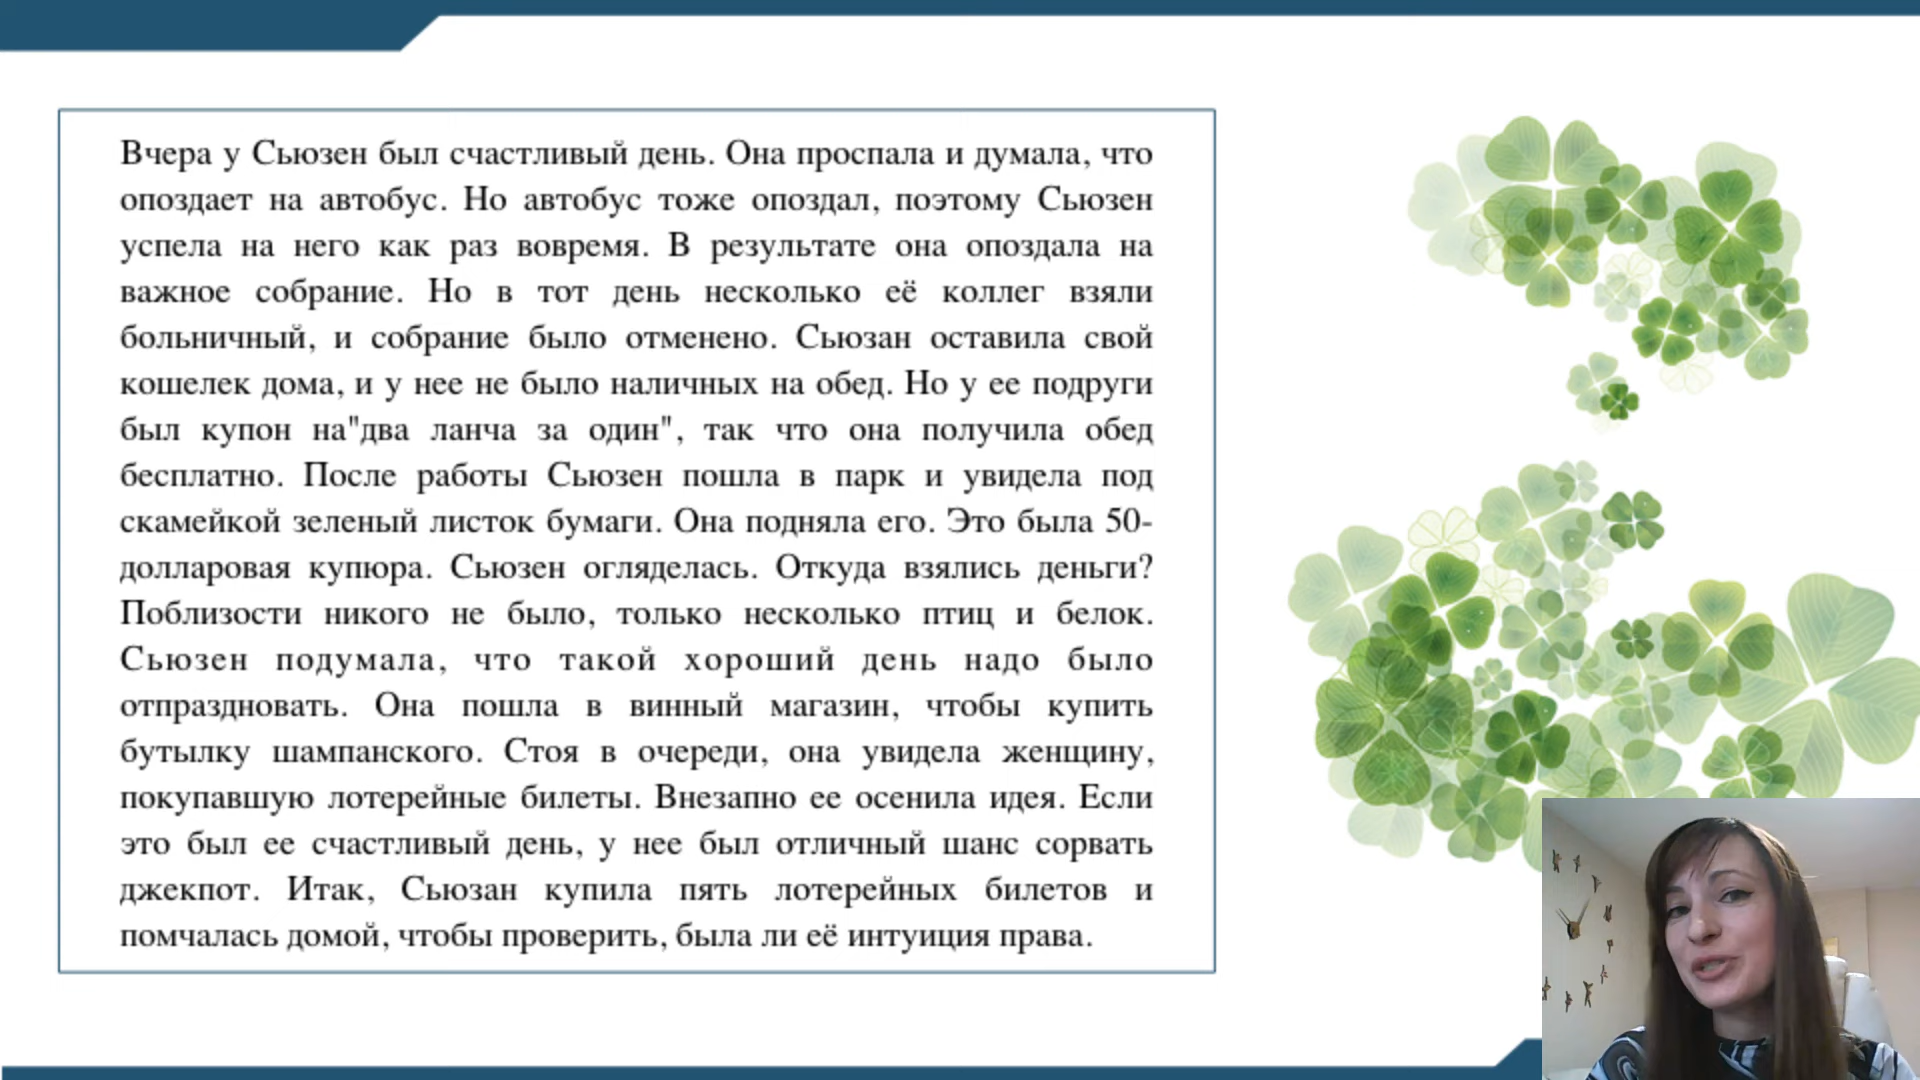 Вчера у Сьюзен был счастливый день. Она проспала и думала, что
опоздает на автобус. Но автобус тоже опоздал, поэтому Сьюзен
успела на него как раз вовремя. В результате она опоздала на
важное собрание. Но в тот день несколько её коллег взяли
больничный, и собрание было отменено. Сьюзан оставила свой
кошелек дома, и у нее не было наличных на обед. Но у ее подруги
был купон на"два ланча за один", так что она получила обед
бесплатно. После работы Сьюзен пошла в парк и увидела под
скамейкой зеленый листок бумаги. Она подняла его. Это была 50-
долларовая купюра. Сьюзен огляделась. Откуда взялись деньги?
Поблизости никого не было, только несколько птиц и белок.
Сьюзен подумала, что такой хороший день надо было
отпраздновать. Она пошла в винный магазин, чтобы купить
бутылку шампанского. Стоя в очереди, она увидела женщину,
покупавшую лотерейные билеты. Внезапно ее осенила идея. Если
это был ее счастливый день, у нее был отличный шанс сорвать
джекпот. Итак, Сьюзан купила пять лотерейных билетов и
помчалась домой, чтобы проверить, была ли её интуиция права.